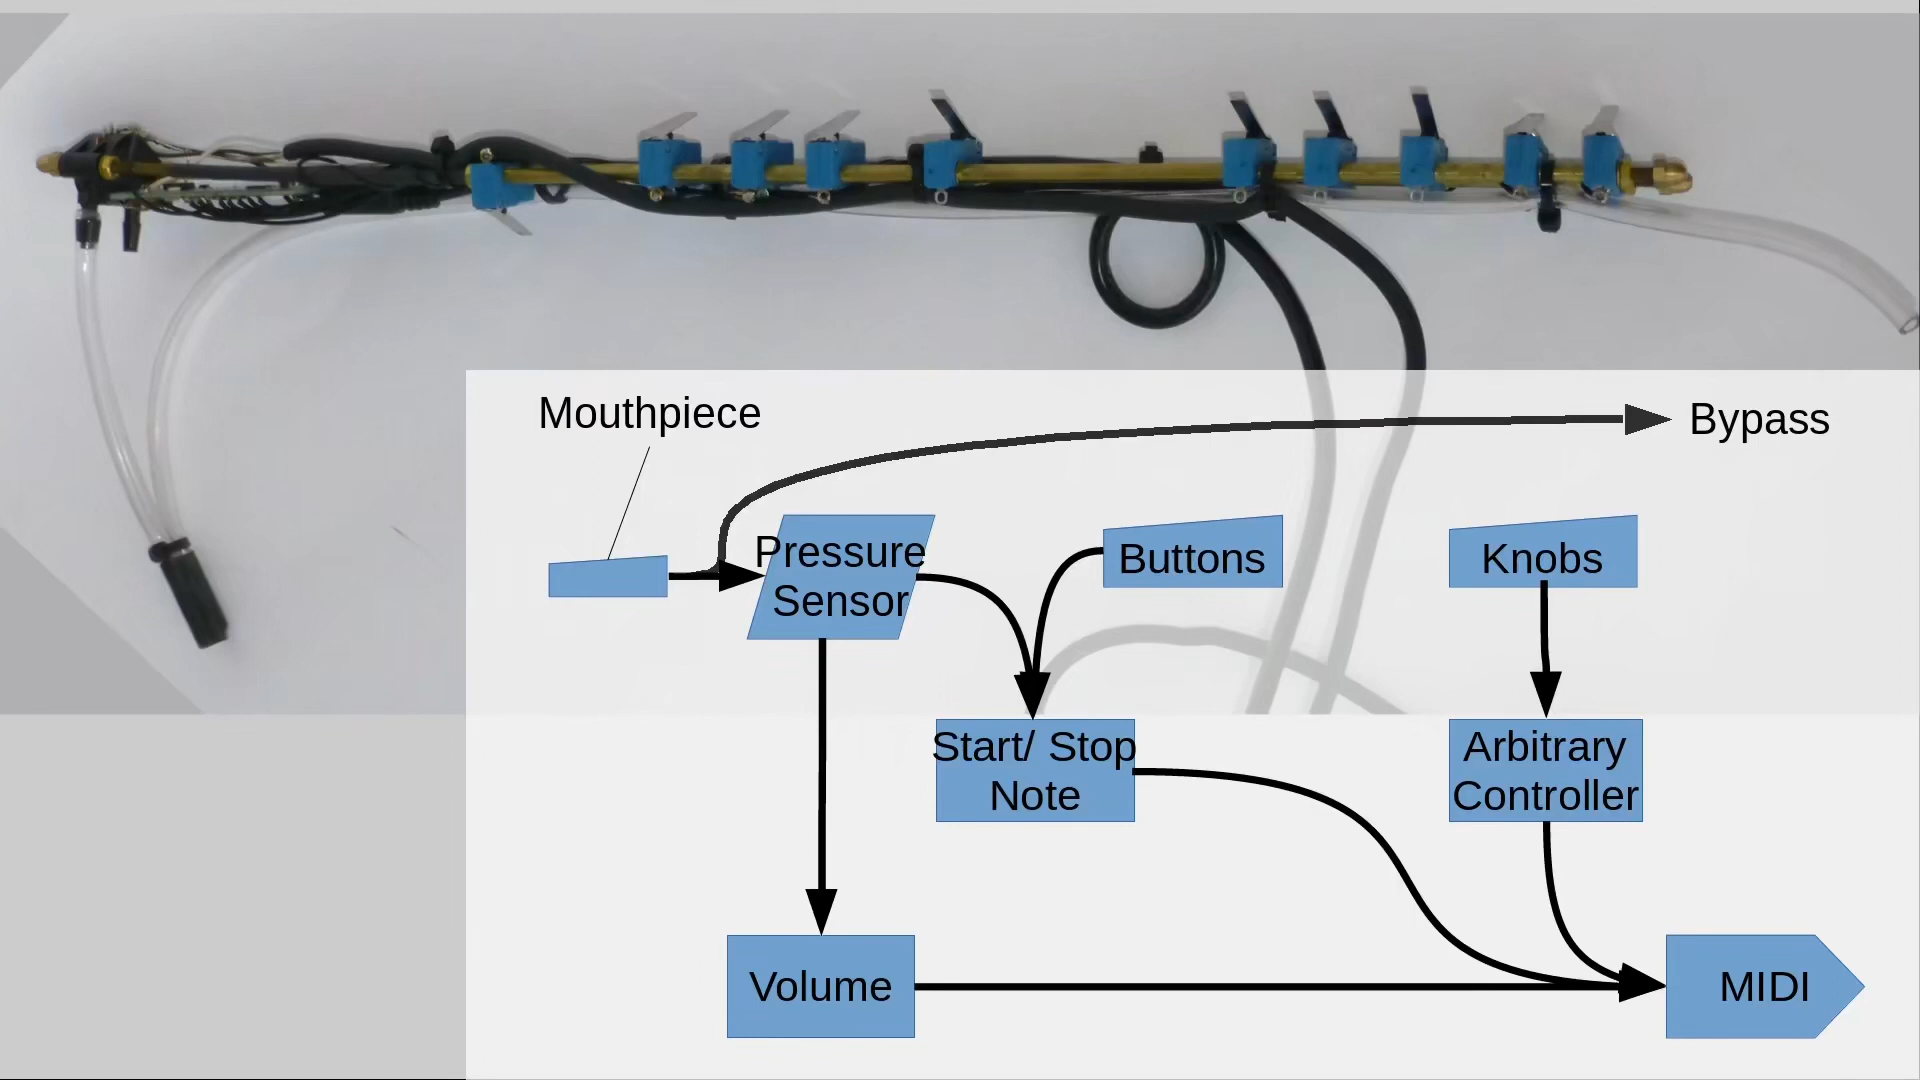 Mouthpiece
Bypass
Pressure
Sensor
Buttons
Knobs
Start/ Stop
Note
Arbitrary
Controller
Volume
MIDI